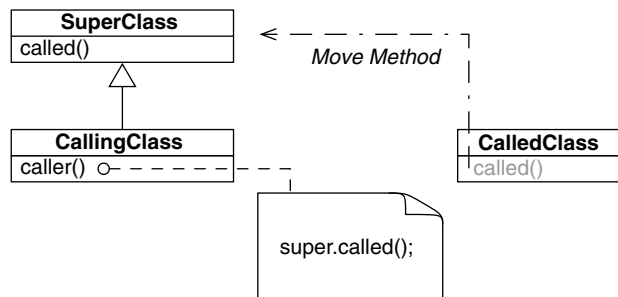 SuperClass
called()
Move Method
CallingClass
caller()
CalledClass
called()
super.called();